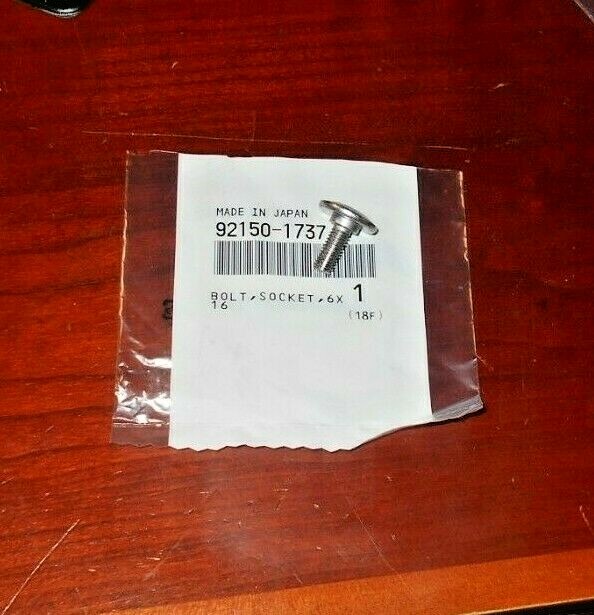 MADE IN JAPAN
92150-1737
BOLT,SOCKET,6X 1
16
(18F)